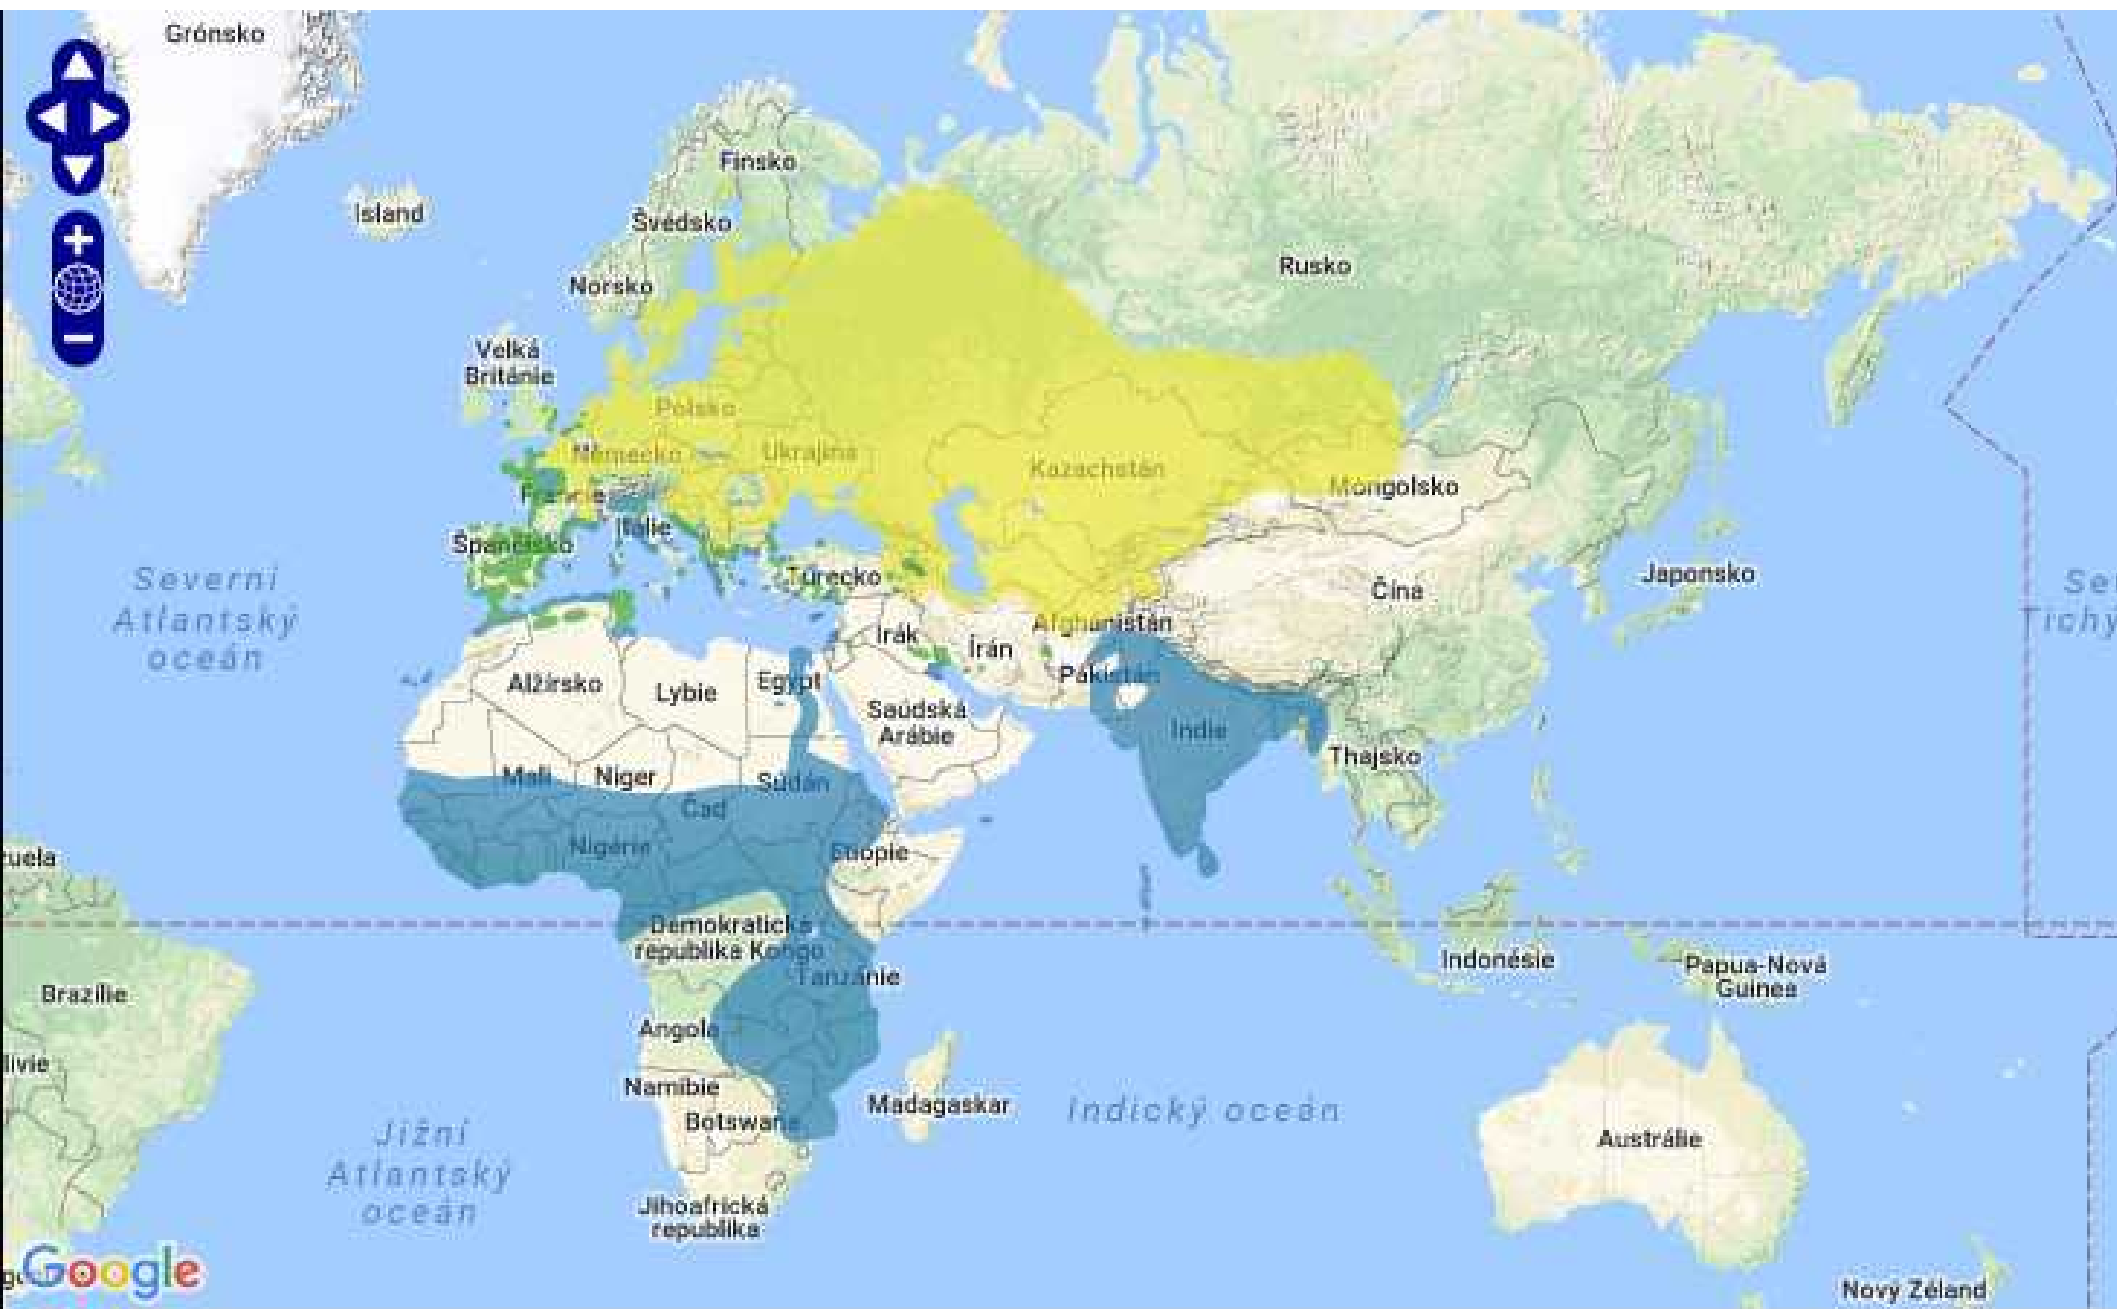 Grónsko
Finsko
Island
Švédsko
Rusko
Norsko
Velká
Británie
Polsko
Německo
Ukrajina
Kazachstán
Mongolsko
Francie
Itálie
Španělsko
Turecko
Japonsko
Čína
Severní
Atlantský
oceán
Se
Tichý
Afghánistán
Irák
Írán
Pákistán
Alžírsko
Lybie
Egypt
Saúdská
Arábie
Indie
Thajsko
Mali
Niger
Súdán
Čad
Nigérie
Etiopie
zuela
Demokratická
republika Kongo
Tanzánie
Indonésie
Papua-Nová
Guinea
Brazílie
Angola
lívie
Namibie
Botswana
Madagaskar
Indický oceán
Austrálie
Jižní
Atlantský
oceán
Jihoafrická
republika
Google
Nový Zéland